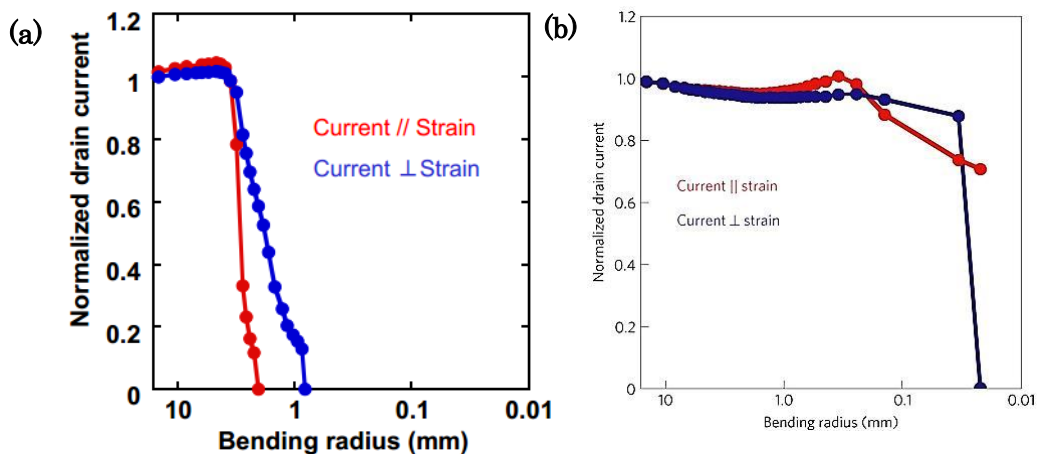 (a)
1.2
1
0.8
0.6
0.4
0.2
0
Normalized drain current
Current // Strain
Current ⊥ Strain
10
1
0.1
0.01
Bending radius (mm)
(b)
1.2
1.0
0.8
0.6
0.4
0.2
0
Normalized drain current
Current || strain
Current ⊥ strain
10
1.0
0.1
0.01
Bending radius (mm)